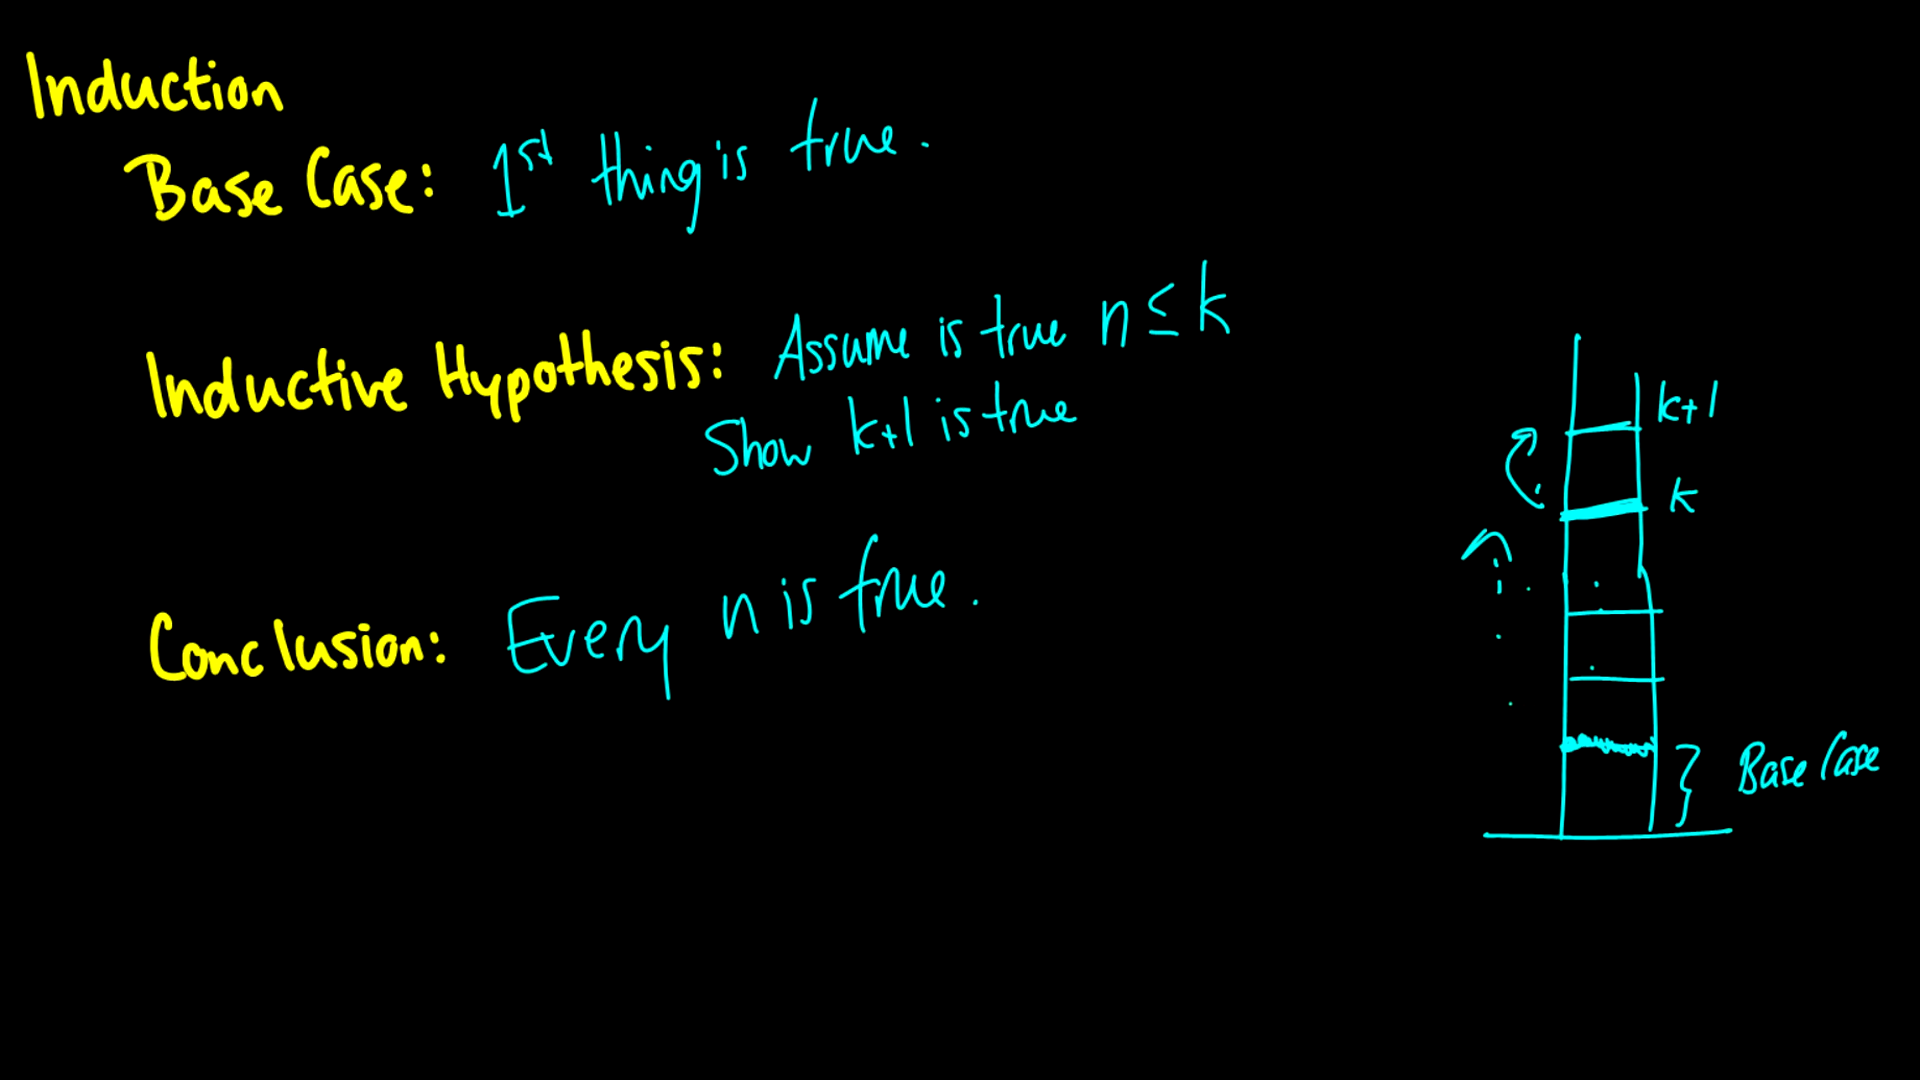 Induction
Base Case: 1st thing is true.
Inductive Hypothesis: Assume is true n ≤ k
Show k+1 is true
Conclusion: Every n is true.
k+1
k
Base Case